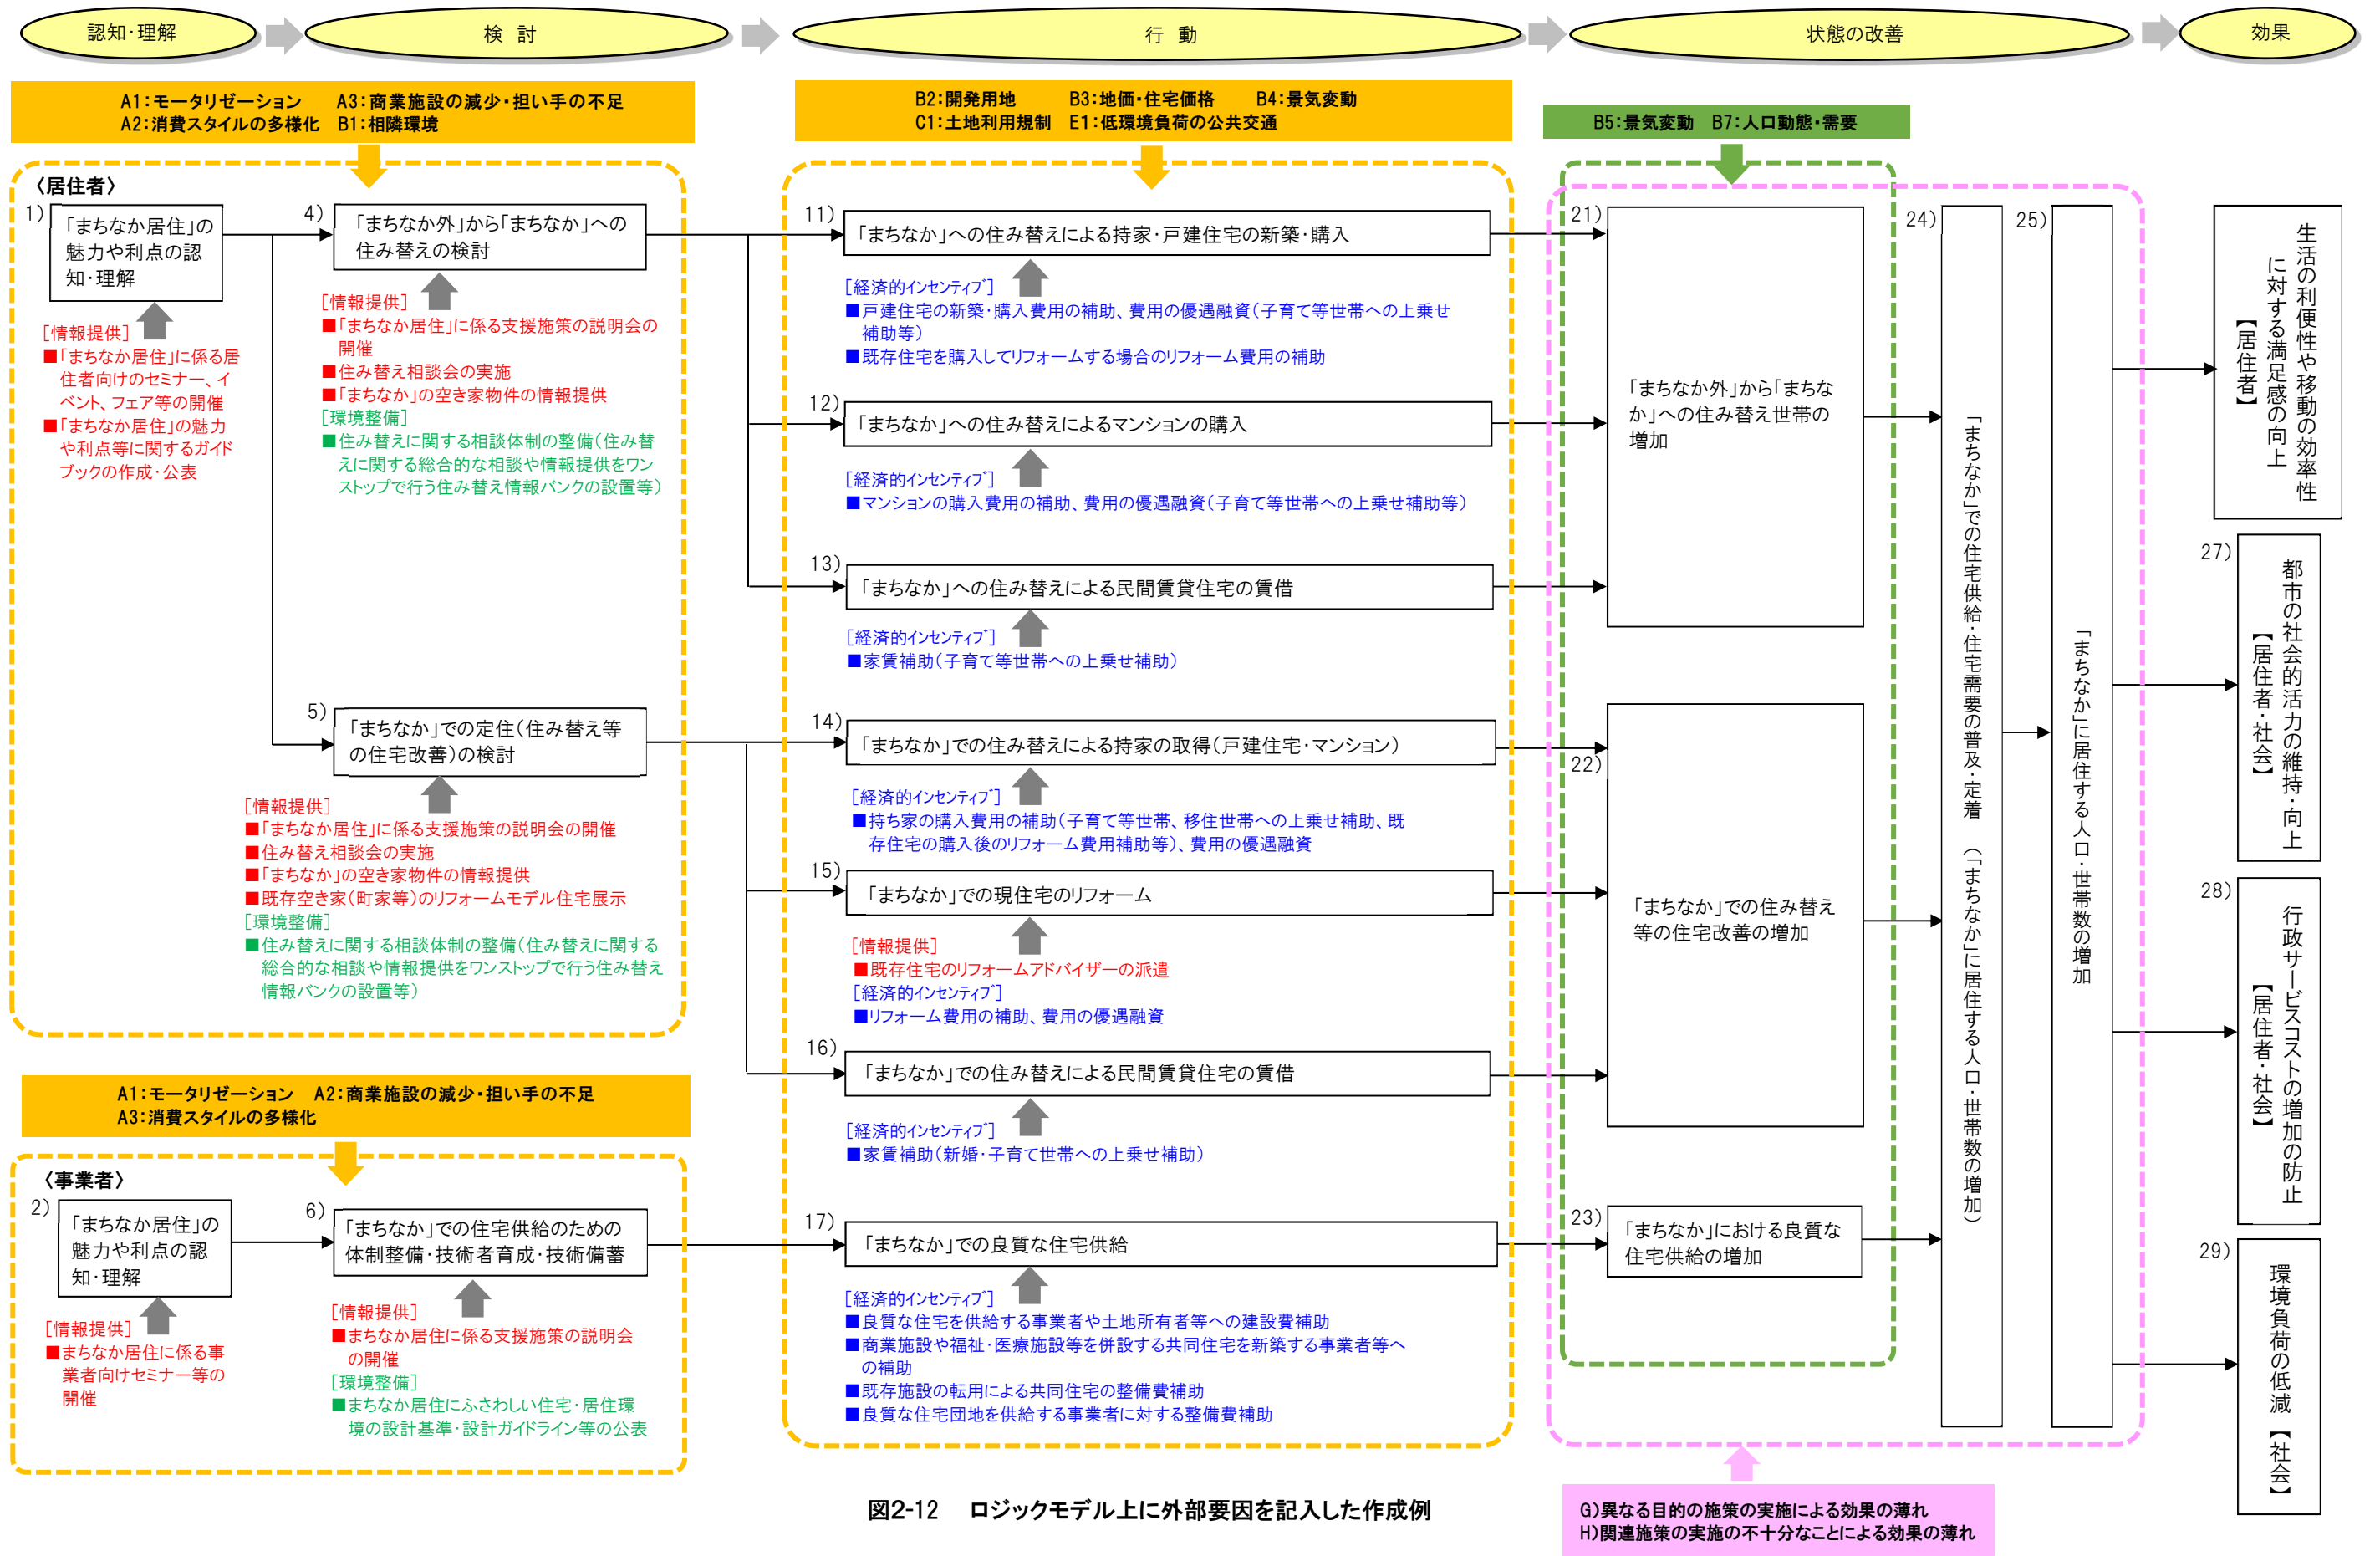 認知・理解
検 討
行 動
状態の改善
効果
A1：モータリゼーション　A3：商業施設の減少・担い手の不足
A2：消費スタイルの多様化　B1：相隣環境
B2：開発用地　B3：地価・住宅価格　B4：景気変動
C1：土地利用規制　E1：低環境負荷の公共交通
B5：景気変動　B7：人口動態・需要
〈居住者〉
1)
「まちなか居住」の
魅力や利点の認
知・理解
［情報提供］
■「まちなか居住」に係る居
住者向けのセミナー、イ
ベント、フェア等の開催
■「まちなか居住」の魅力
や利点等に関するガイド
ブックの作成・公表
4)
「まちなか外」から「まちなか」への
住み替えの検討
［情報提供］
■「まちなか居住」に係る支援施策の説明会の
開催
■住み替え相談会の実施
■「まちなか」の空き家物件の情報提供
［環境整備］
■住み替えに関する相談体制の整備（住み替
えに関する総合的な相談や情報提供をワン
ストップで行う住み替え情報バンクの設置等）
5)
「まちなか」での定住（住み替え等
の住宅改善）の検討
［情報提供］
■「まちなか居住」に係る支援施策の説明会の開催
■住み替え相談会の実施
■「まちなか」の空き家物件の情報提供
■既存空き家（町家等）のリフォームモデル住宅展示
［環境整備］
■住み替えに関する相談体制の整備（住み替えに関する
総合的な相談や情報提供をワンストップで行う住み替え
情報バンクの設置等）
11)
「まちなか」への住み替えによる持家・戸建住宅の新築・購入
［経済的インセンティブ］
■戸建住宅の新築・購入費用の補助、費用の優遇融資（子育て等世帯への上乗せ
補助等）
■既存住宅を購入してリフォームする場合のリフォーム費用の補助
12)
「まちなか」への住み替えによるマンションの購入
［経済的インセンティブ］
■マンションの購入費用の補助、費用の優遇融資（子育て等世帯への上乗せ補助等）
13)
「まちなか」への住み替えによる民間賃貸住宅の賃借
［経済的インセンティブ］
■家賃補助（子育て等世帯への上乗せ補助）
14)
「まちなか」での住み替えによる持家の取得（戸建住宅・マンション）
［経済的インセンティブ］
■持ち家の購入費用の補助（子育て等世帯、移住世帯への上乗せ補助、既
存住宅の購入後のリフォーム費用補助等）、費用の優遇融資
15)
「まちなか」での現住宅のリフォーム
［情報提供］
■既存住宅のリフォームアドバイザーの派遣
［経済的インセンティブ］
■リフォーム費用の補助、費用の優遇融資
16)
「まちなか」での住み替えによる民間賃貸住宅の賃借
［経済的インセンティブ］
■家賃補助（新婚・子育て世帯への上乗せ補助）
A1：モータリゼーション　A2：商業施設の減少・担い手の不足
A3：消費スタイルの多様化
〈事業者〉
2)
「まちなか居住」の
魅力や利点の認
知・理解
［情報提供］
■まちなか居住に係る事
業者向けセミナー等の
開催
6)
「まちなか」での住宅供給のための
体制整備・技術者育成・技術備蓄
［情報提供］
■まちなか居住に係る支援施策の説明会
の開催
［環境整備］
■まちなか居住にふさわしい住宅・居住環
境の設計基準・設計ガイドライン等の公表
17)
「まちなか」での良質な住宅供給
［経済的インセンティブ］
■良質な住宅を供給する事業者や土地所有者等への建設費補助
■商業施設や福祉・医療施設等を併設する共同住宅を新築する事業者等へ
の補助
■既存施設の転用による共同住宅の整備費補助
■良質な住宅団地を供給する事業者に対する整備費補助
21)
「まちなか外」から「まちな
か」への住み替え世帯の
増加
22)
「まちなか」での住み替え
等の住宅改善の増加
23)
「まちなか」における良質な
住宅供給の増加
24)
「まちなか」での住宅供給・住宅需要の普及・定着　（「まちなか」に居住する人口・世帯数の増加）
25)
「まちなか」に居住する人口・世帯数の増加
生活の利便性や移動の効率性
に対する満足感の向上
【居住者】
27)
都市の社会的活力の維持・向上
【居住者・社会】
28)
行政サービスコストの増加の防止
【居住者・社会】
29)
環境負荷の低減　【社会】
G)異なる目的の施策の実施による効果の薄れ
H)関連施策の実施の不十分なことによる効果の薄れ
図2-12　ロジックモデル上に外部要因を記入した作成例